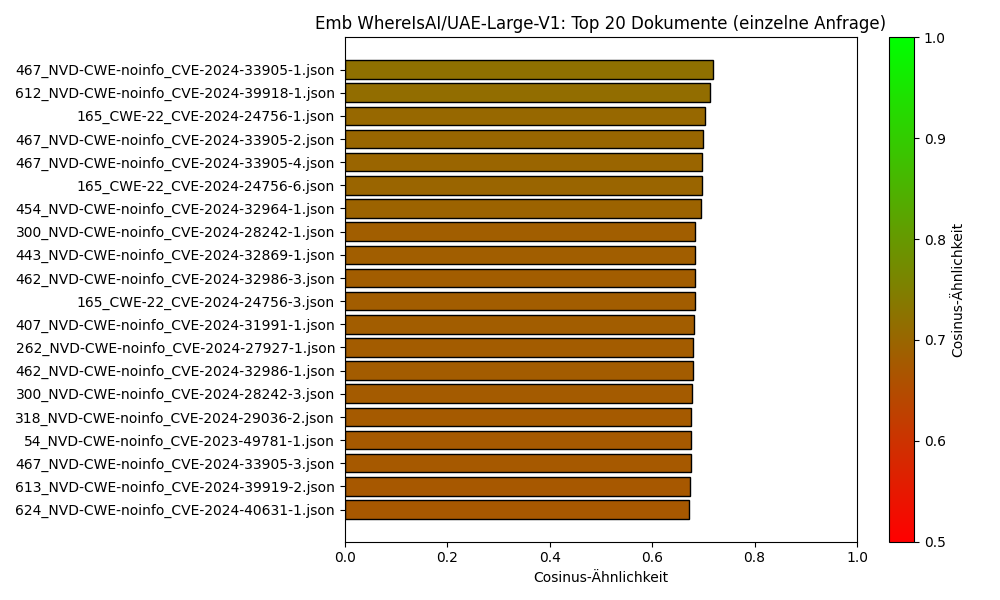 Emb WhereIsAI/UAE-Large-V1: Top 20 Dokumente (einzelne Anfrage)
467_NVD-CWE-noinfo_CVE-2024-33905-1.json
612_NVD-CWE-noinfo_CVE-2024-39918-1.json
165_CWE-22_CVE-2024-24756-1.json
467_NVD-CWE-noinfo_CVE-2024-33905-2.json
467_NVD-CWE-noinfo_CVE-2024-33905-4.json
165_CWE-22_CVE-2024-24756-6.json
454_NVD-CWE-noinfo_CVE-2024-32964-1.json
300_NVD-CWE-noinfo_CVE-2024-28242-1.json
443_NVD-CWE-noinfo_CVE-2024-32869-1.json
462_NVD-CWE-noinfo_CVE-2024-32986-3.json
165_CWE-22_CVE-2024-24756-3.json
407_NVD-CWE-noinfo_CVE-2024-31991-1.json
262_NVD-CWE-noinfo_CVE-2024-27927-1.json
462_NVD-CWE-noinfo_CVE-2024-32986-1.json
300_NVD-CWE-noinfo_CVE-2024-28242-3.json
318_NVD-CWE-noinfo_CVE-2024-29036-2.json
54_NVD-CWE-noinfo_CVE-2023-49781-1.json
467_NVD-CWE-noinfo_CVE-2024-33905-3.json
613_NVD-CWE-noinfo_CVE-2024-39919-2.json
624_NVD-CWE-noinfo_CVE-2024-40631-1.json
0.0 0.2 0.4 0.6 0.8 1.0
Cosinus-Ähnlichkeit
1.0
0.9
0.8
0.7
0.6
0.5
Cosinus-Ähnlichkeit